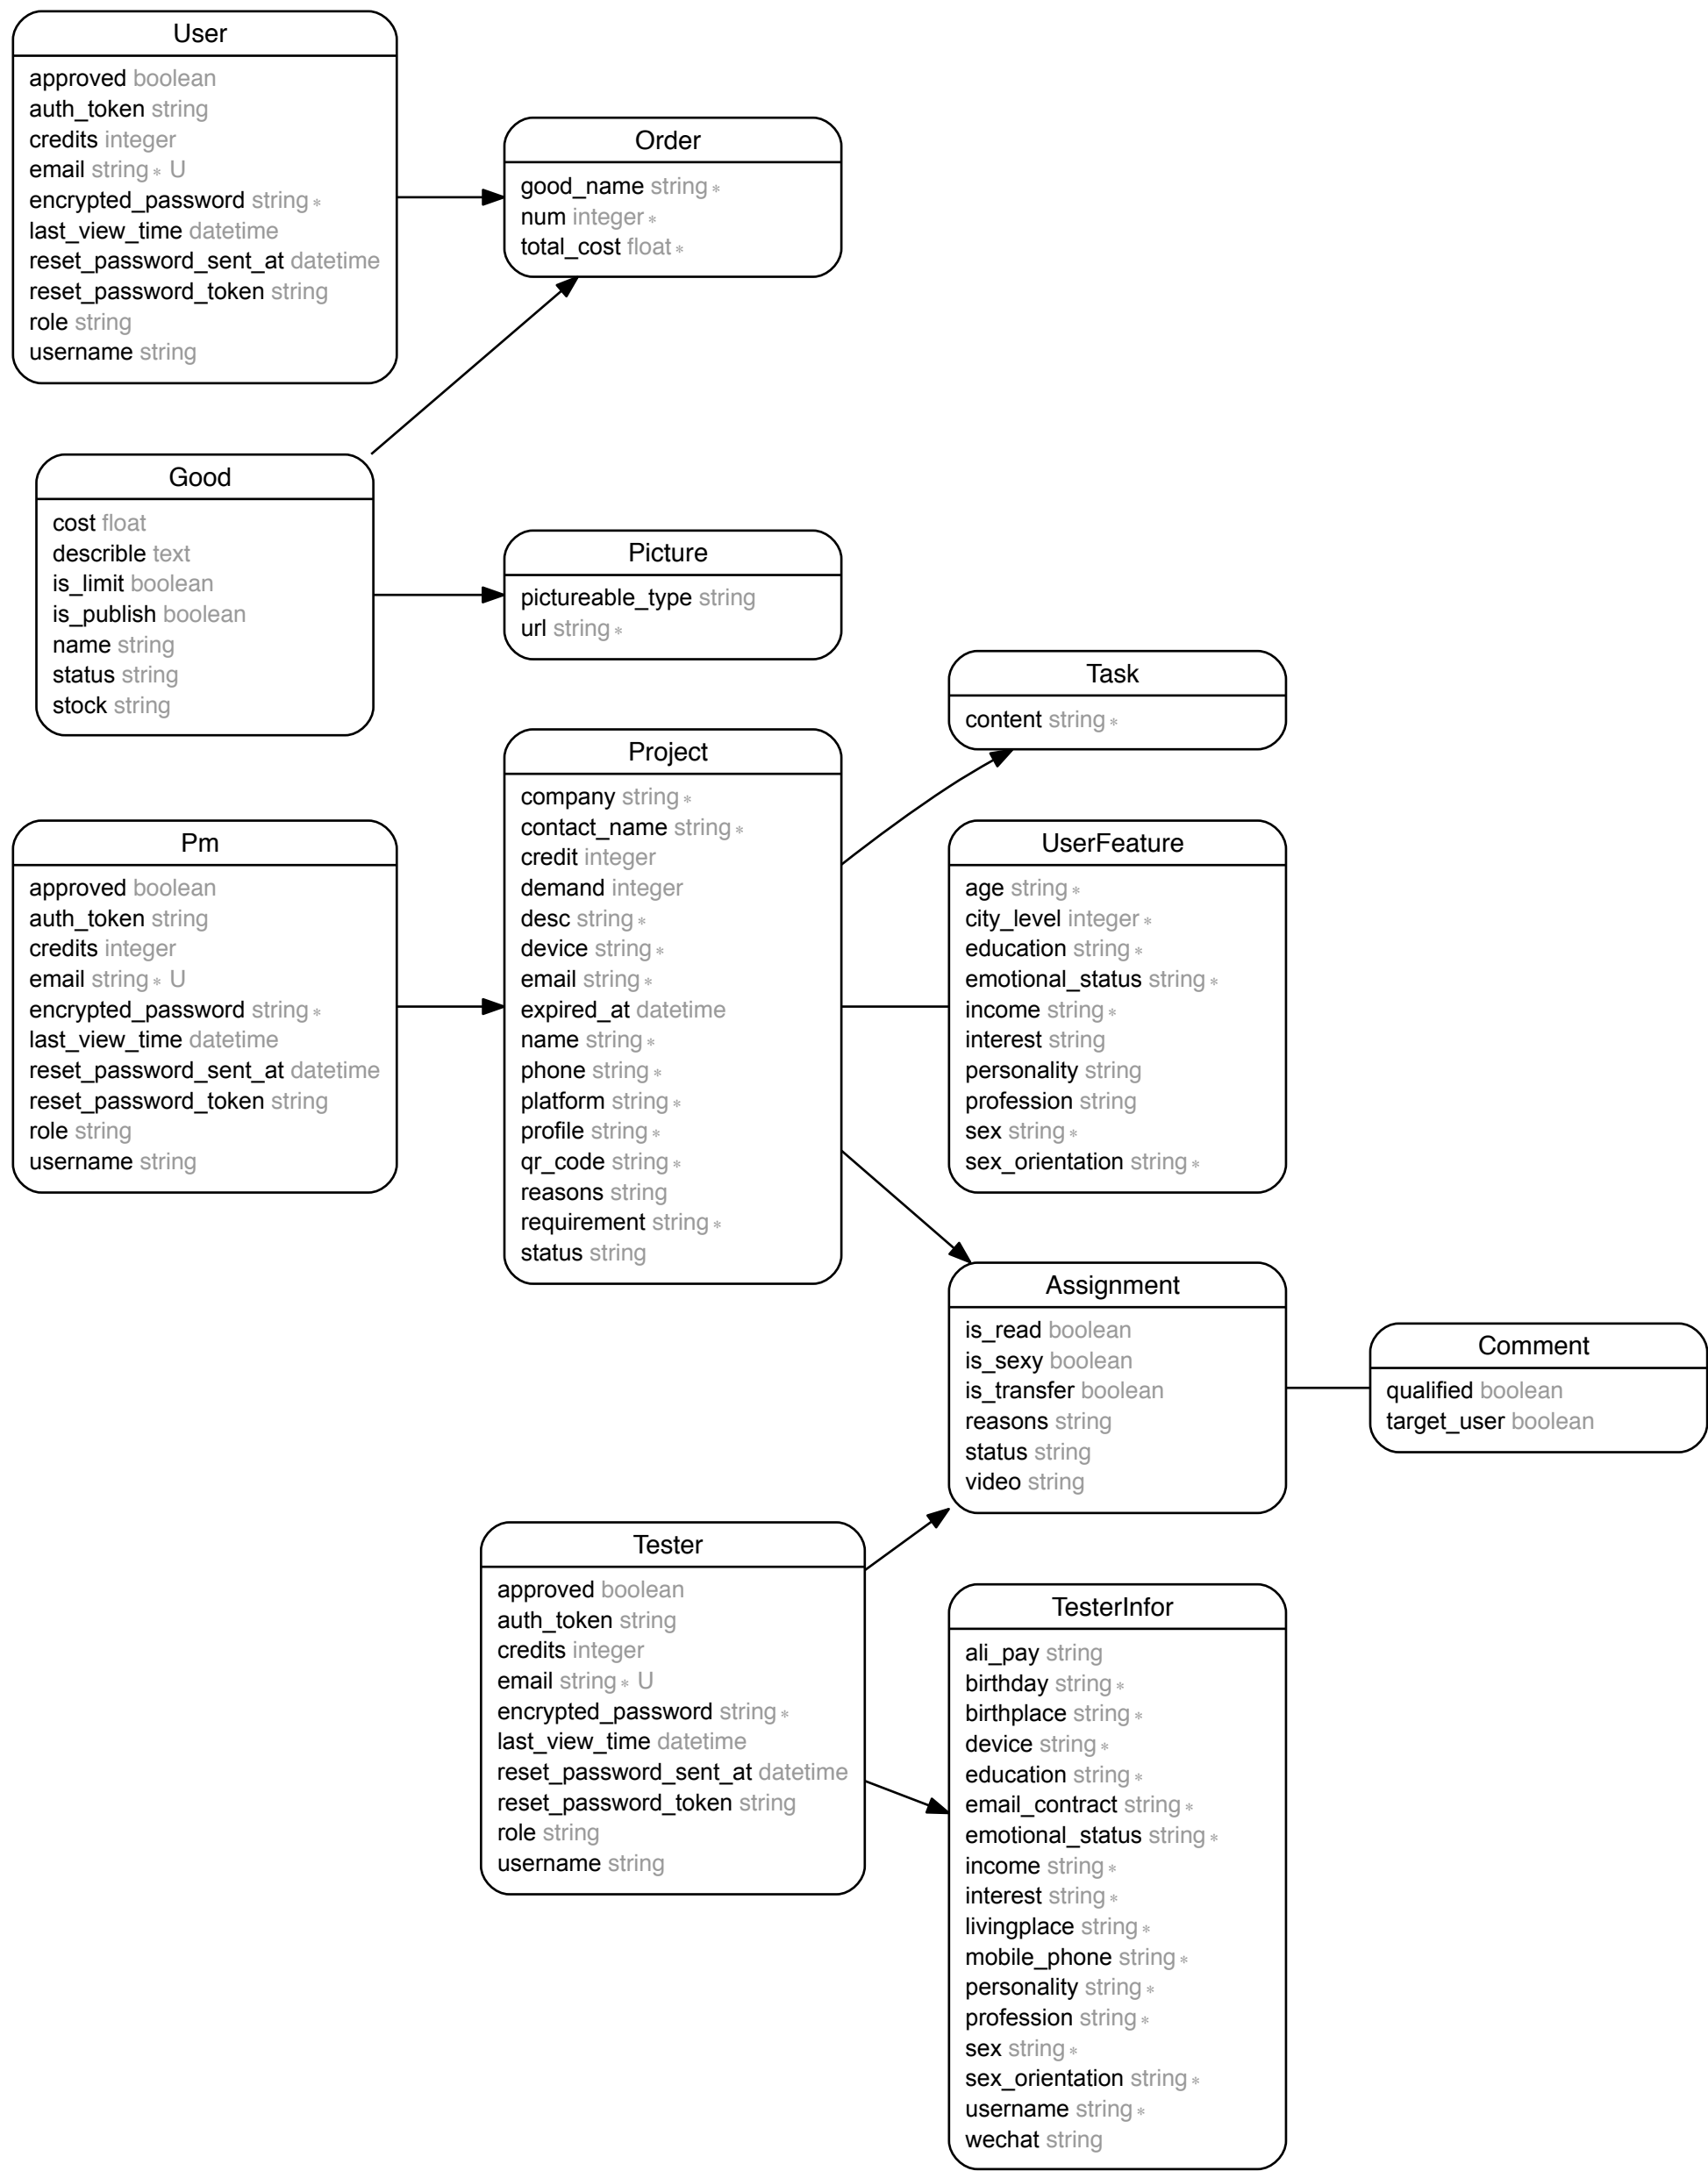 User
approved boolean
auth_token string
credits integer
email string * U
encrypted_password string *
last_view_time datetime
reset_password_sent_at datetime
reset_password_token string
role string
username string
Order
good_name string *
num integer *
total_cost float *
Good
cost float
describle text
is_limit boolean
is_publish boolean
name string
status string
stock string
Picture
pictureable_type string
url string *
Task
content string *
Project
company string *
contact_name string *
credit integer
demand integer
desc string *
device string *
email string *
expired_at datetime
name string *
phone string *
platform string *
profile string *
qr_code string *
reasons string
requirement string *
status string
Pm
approved boolean
auth_token string
credits integer
email string * U
encrypted_password string *
last_view_time datetime
reset_password_sent_at datetime
reset_password_token string
role string
username string
UserFeature
age string *
city_level integer *
education string *
emotional_status string *
income string *
interest string
personality string
profession string
sex string *
sex_orientation string *
Assignment
is_read boolean
is_sexy boolean
is_transfer boolean
reasons string
status string
video string
Comment
qualified boolean
target_user boolean
Tester
approved boolean
auth_token string
credits integer
email string * U
encrypted_password string *
last_view_time datetime
reset_password_sent_at datetime
reset_password_token string
role string
username string
TesterInfor
ali_pay string
birthday string *
birthplace string *
device string *
education string *
email_contract string *
emotional_status string *
income string *
interest string *
livingplace string *
mobile_phone string *
personality string *
profession string *
sex string *
sex_orientation string *
username string *
wechat string